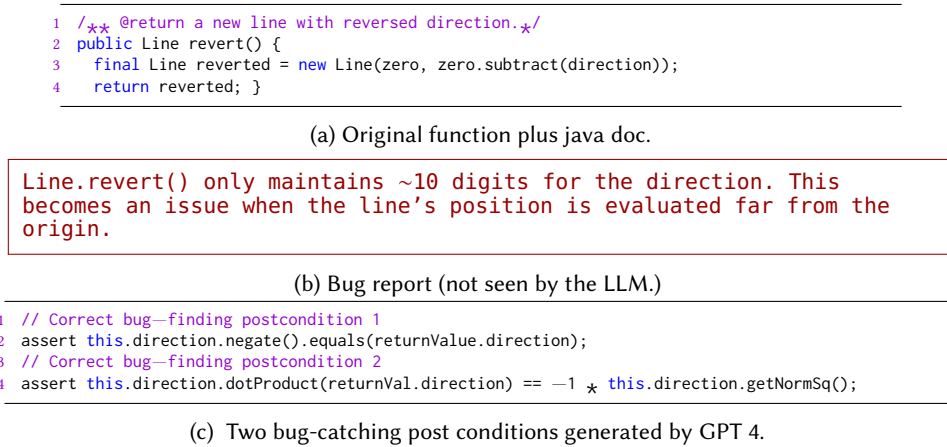 1 /** @return a new line with reversed direction.*/
2 public Line revert() {
3 final Line reverted = new Line(zero, zero.subtract(direction));
4 return reverted; }
(a) Original function plus java doc.
Line.revert() only maintains ~10 digits for the direction. This
becomes an issue when the line's position is evaluated far from the
origin.
(b) Bug report (not seen by the LLM.)
1 // Correct bug—finding postcondition 1
2 assert this.direction.negate().equals(returnValue.direction);
3 // Correct bug—finding postcondition 2
4 assert this.direction.dotProduct(returnVal.direction) == —1 * this.direction.getNormSq();
(c) Two bug-catching post conditions generated by GPT 4.